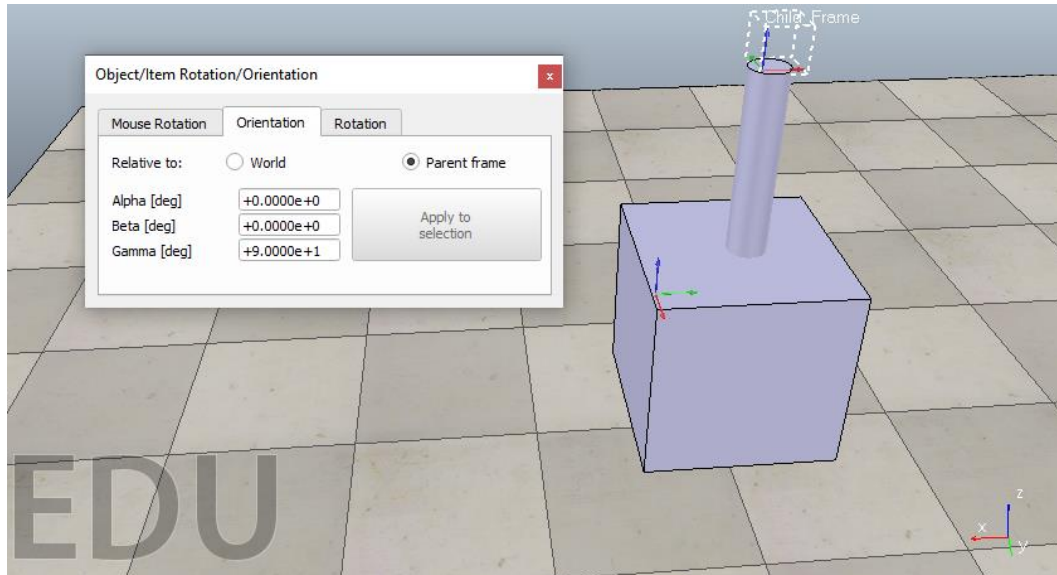 Child_Frame
Object/Item Rotation/Orientation
x
Mouse Rotation
Orientation
Rotation
Relative to:
World
Parent frame
Alpha [deg]
+0.0000e+0
Beta [deg]
+0.0000e+0
Gamma [deg]
+9.0000e+1
Apply to
selection
EDU
z
x
y